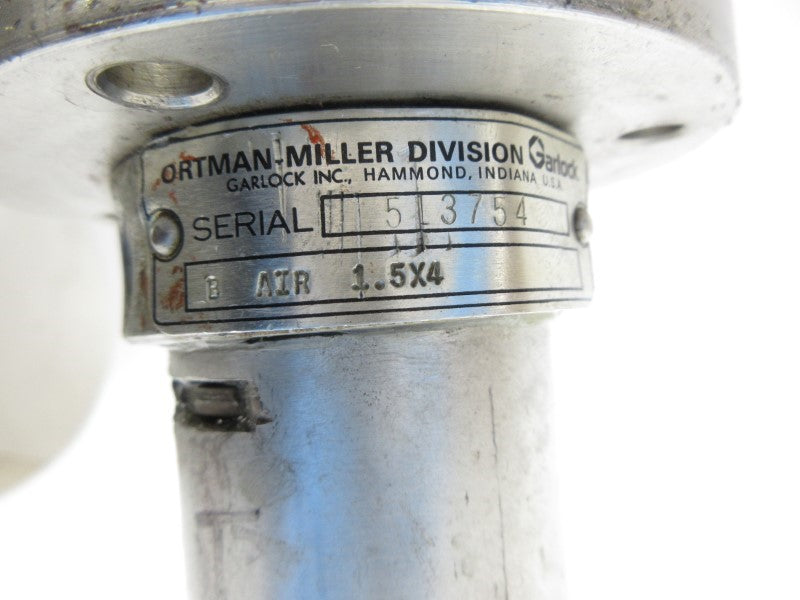 ORTMAN-MILLER DIVISION Garlock
GARLOCK INC., HAMMOND, INDIANA U.S.A.
SERIAL 513754
B AIR 1.5X4